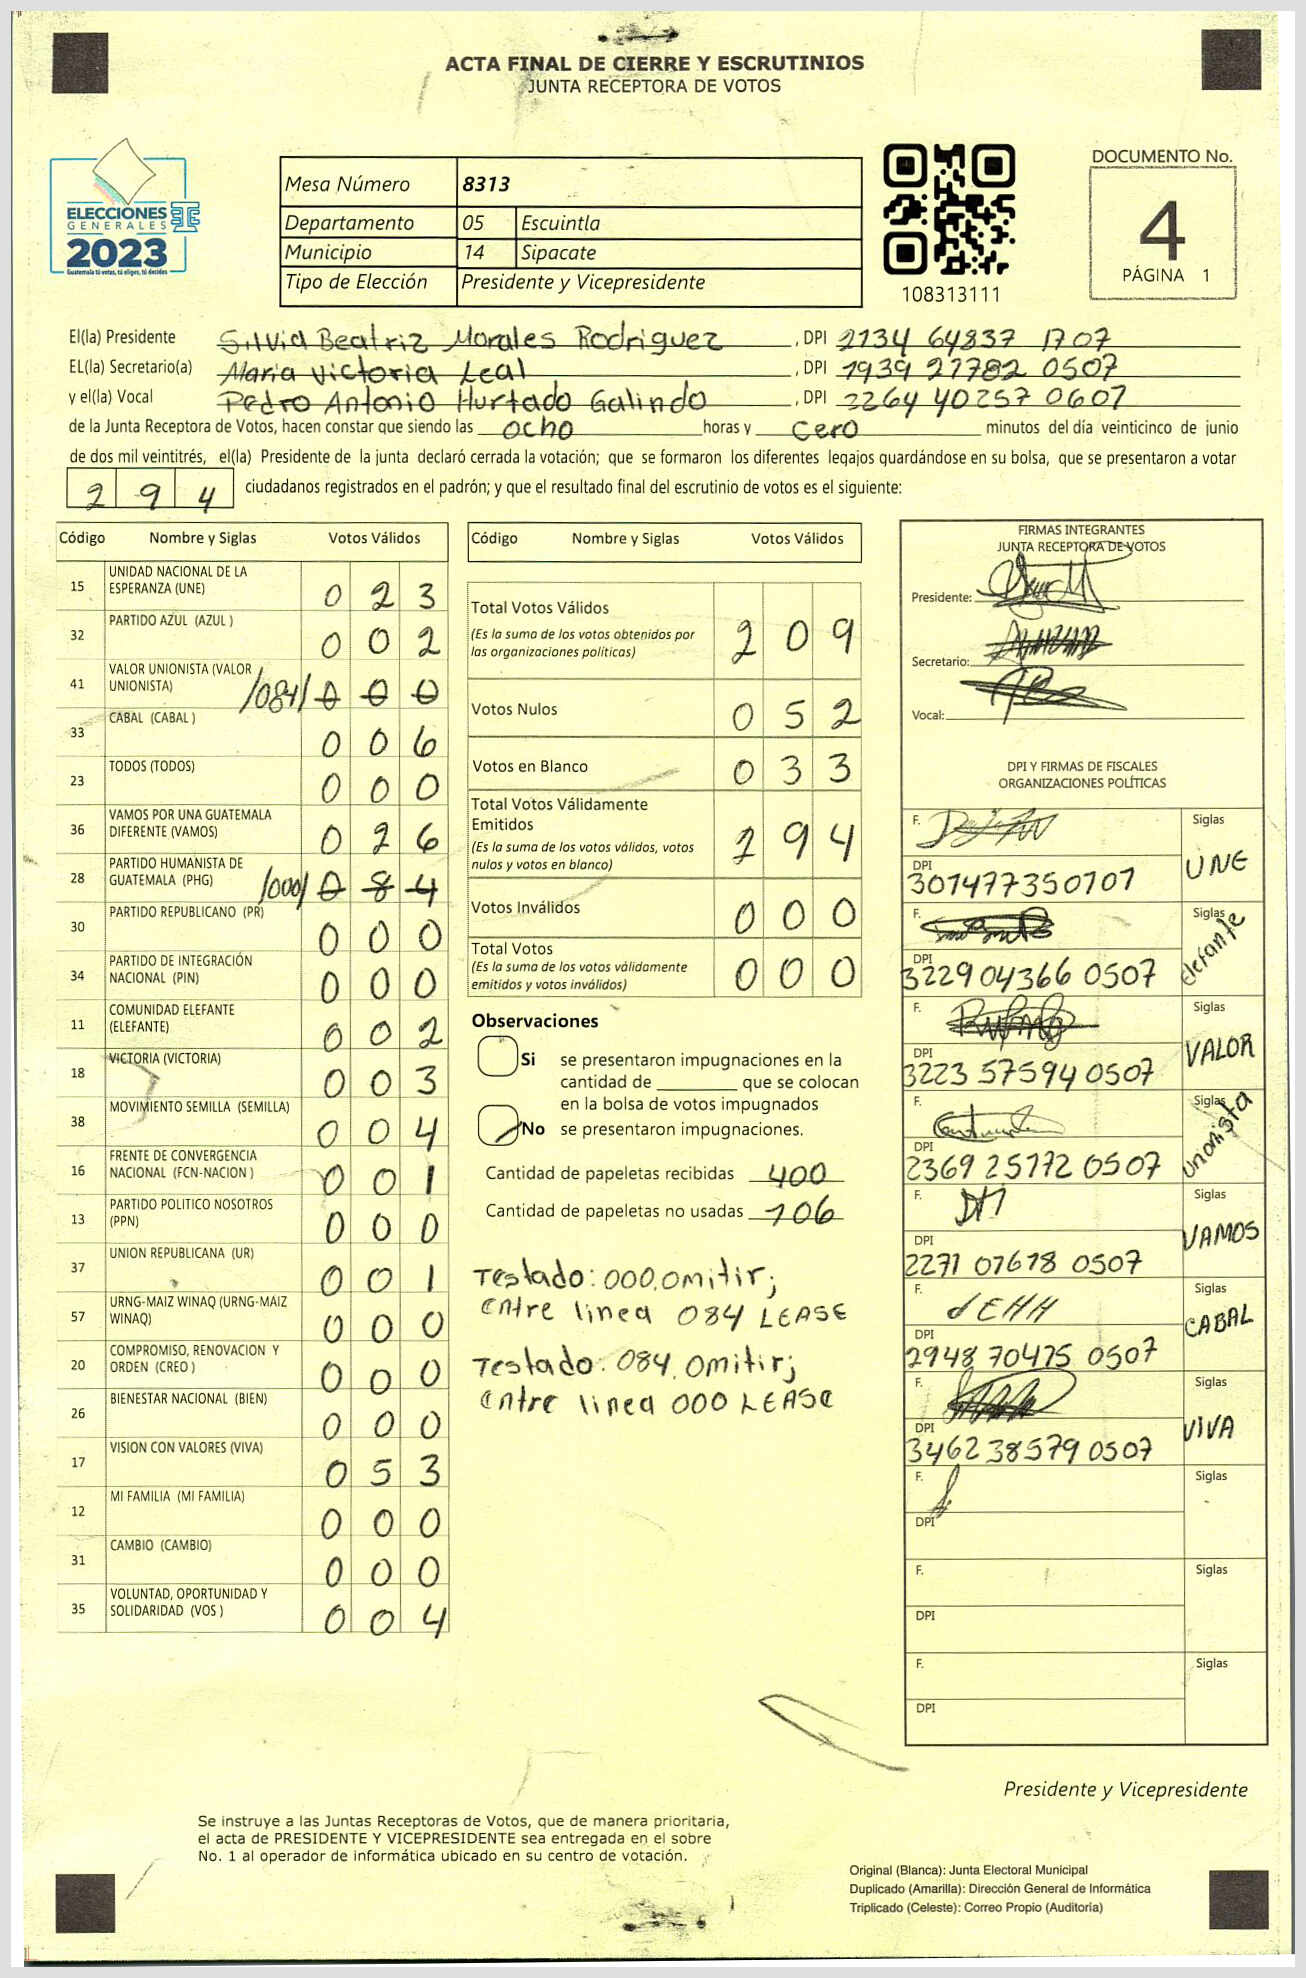 ACTA FINAL DE CIERRE Y ESCRUTINIOS
JUNTA RECEPTORA DE VOTOS
ELECCIONES
GENERALES
2023
Guatemala tú votas, tú eliges, tú decides
Mesa Número 8313
Departamento 05 Escuintla
Municipio 14 Sipacate
Tipo de Elección Presidente y Vicepresidente
108313111
DOCUMENTO No.
4
PÁGINA 1
El(la) Presidente Silvia Beatriz Morales Rodriguez, DPI 2134 64837 1707
EL(la) Secretario(a) Maria Victoria Leal, DPI 1939 27782 0507
y el(la) Vocal Pedro Antonio Hurtado Galindo, DPI 2264 40257 0607
de la Junta Receptora de Votos, hacen constar que siendo las ocho horas y cero minutos del día veinticinco de junio
de dos mil veintitrés, el(la) Presidente de la junta declaró cerrada la votación; que se formaron los diferentes legajos guardándose en su bolsa, que se presentaron a votar
294 ciudadanos registrados en el padrón; y que el resultado final del escrutinio de votos es el siguiente:
Código Nombre y Siglas Votos Válidos
15 UNIDAD NACIONAL DE LA ESPERANZA (UNE) 0 2 3
32 PARTIDO AZUL (AZUL ) 0 0 2
41 VALOR UNIONISTA (VALOR UNIONISTA) /084/ 0 0 0
33 CABAL (CABAL ) 0 0 6
23 TODOS (TODOS) 0 0 0
36 VAMOS POR UNA GUATEMALA DIFERENTE (VAMOS) 0 2 6
28 PARTIDO HUMANISTA DE GUATEMALA (PHG) /000/ 0 8 4
30 PARTIDO REPUBLICANO (PR) 0 0 0
34 PARTIDO DE INTEGRACIÓN NACIONAL (PIN) 0 0 0
11 COMUNIDAD ELEFANTE (ELEFANTE) 0 0 2
18 VICTORIA (VICTORIA) 0 0 3
38 MOVIMIENTO SEMILLA (SEMILLA) 0 0 4
16 FRENTE DE CONVERGENCIA NACIONAL (FCN-NACION ) 0 0 1
13 PARTIDO POLITICO NOSOTROS (PPN) 0 0 0
37 UNION REPUBLICANA (UR) 0 0 1
57 URNG-MAIZ WINAQ (URNG-MAIZ WINAQ) 0 0 0
20 COMPROMISO, RENOVACION Y ORDEN (CREO ) 0 0 0
26 BIENESTAR NACIONAL (BIEN) 0 0 0
17 VISION CON VALORES (VIVA) 0 5 3
12 MI FAMILIA (MI FAMILIA) 0 0 0
31 CAMBIO (CAMBIO) 0 0 0
35 VOLUNTAD, OPORTUNIDAD Y SOLIDARIDAD (VOS ) 0 0 4
Código Nombre y Siglas Votos Válidos
Total Votos Válidos 2 0 9
(Es la suma de los votos obtenidos por
las organizaciones políticas)
Votos Nulos 0 5 2
Votos en Blanco 0 3 3
Total Votos Válidamente
Emitidos 2 9 4
(Es la suma de los votos válidos, votos
nulos y votos en blanco)
Votos Inválidos 0 0 0
Total Votos 0 0 0
(Es la suma de los votos válidamente
emitidos y votos inválidos)
Observaciones
Si se presentaron impugnaciones en la
cantidad de ________ que se colocan
en la bolsa de votos impugnados
No se presentaron impugnaciones.
Cantidad de papeletas recibidas 400
Cantidad de papeletas no usadas 106
Testado: 000. Omitir;
Entre linea 084 LEASE
Testado: 084. Omitir;
Entre linea 000 LEASE
FIRMAS INTEGRANTES
JUNTA RECEPTORA DE VOTOS
Presidente:
Secretario:
Vocal:
DPI Y FIRMAS DE FISCALES
ORGANIZACIONES POLÍTICAS
F. Siglas UNE
DPI 301477350701
F. Siglas elefante
DPI 3229 04366 0507
F. Siglas VALOR
DPI 3223 57594 0507
F. Siglas unonista
DPI 2369 25772 0507
F. Siglas VAMOS
DPI 2271 07678 0507
F. dEHH Siglas CABAL
DPI 2948 70475 0507
F. Siglas VIVA
DPI 3462 38579 0507
F. Siglas
DPI
F. Siglas
DPI
F. Siglas
DPI
Presidente y Vicepresidente
Se instruye a las Juntas Receptoras de Votos, que de manera prioritaria,
el acta de PRESIDENTE Y VICEPRESIDENTE sea entregada en el sobre
No. 1 al operador de informática ubicado en su centro de votación.
Original (Blanca): Junta Electoral Municipal
Duplicado (Amarilla): Dirección General de Informática
Triplicado (Celeste): Correo Propio (Auditoría)